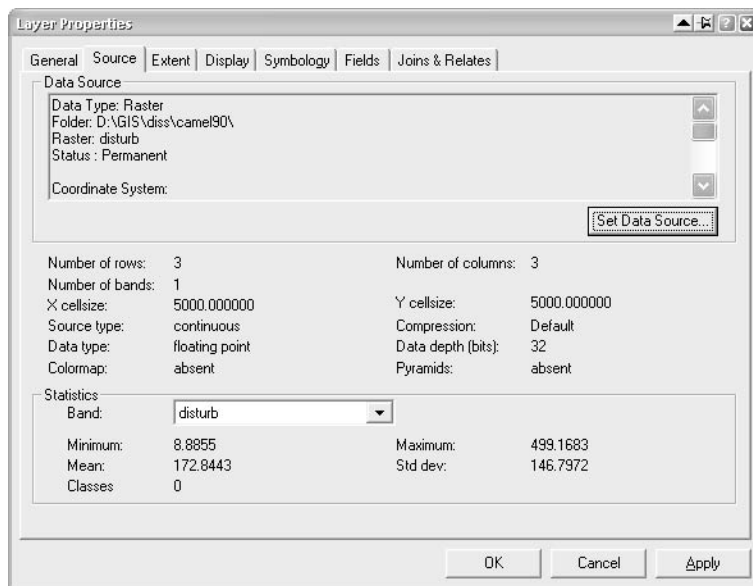 Layer Properties
General Source Extent Display Symbology Fields Joins & Relates
Data Source
Data Type: Raster
Folder: D:\GIS\diss\camel90\
Raster: disturb
Status : Permanent
Coordinate System:
Set Data Source...
Number of rows: 3 Number of columns: 3
Number of bands: 1
X cellsize: 5000.000000 Y cellsize: 5000.000000
Source type: continuous Compression: Default
Data type: floating point Data depth (bits): 32
Colormap: absent Pyramids: absent
Statistics
Band: disturb
Minimum: 8.8855 Maximum: 499.1683
Mean: 172.8443 Std dev: 146.7972
Classes 0
OK Cancel Apply